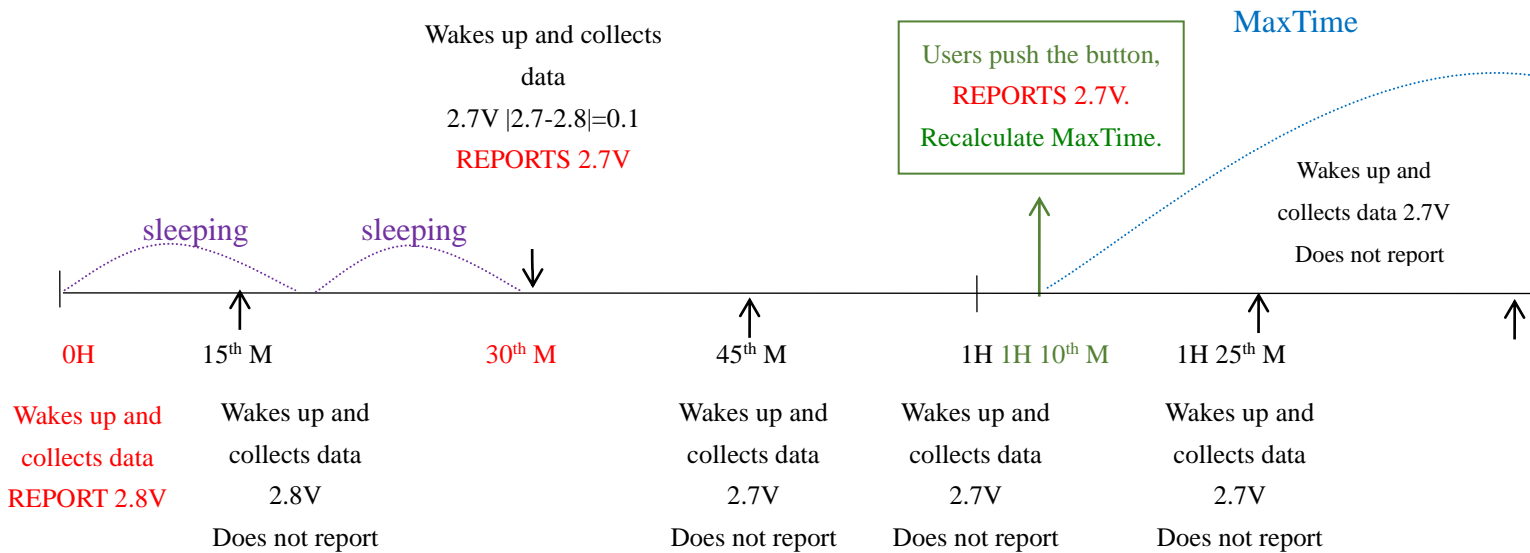 MaxTime
Wakes up and collects
data
2.7V |2.7-2.8|=0.1
REPORTS 2.7V
Users push the button,
REPORTS 2.7V.
Recalculate MaxTime.
Wakes up and
collects data 2.7V
Does not report
sleeping
sleeping
0H
15th M
30th M
45th M
1H
1H 10th M
1H 25th M
Wakes up and
collects data
REPORT 2.8V
Wakes up and
collects data
2.8V
Does not report
Wakes up and
collects data
2.7V
Does not report
Wakes up and
collects data
2.7V
Does not report
Wakes up and
collects data
2.7V
Does not report